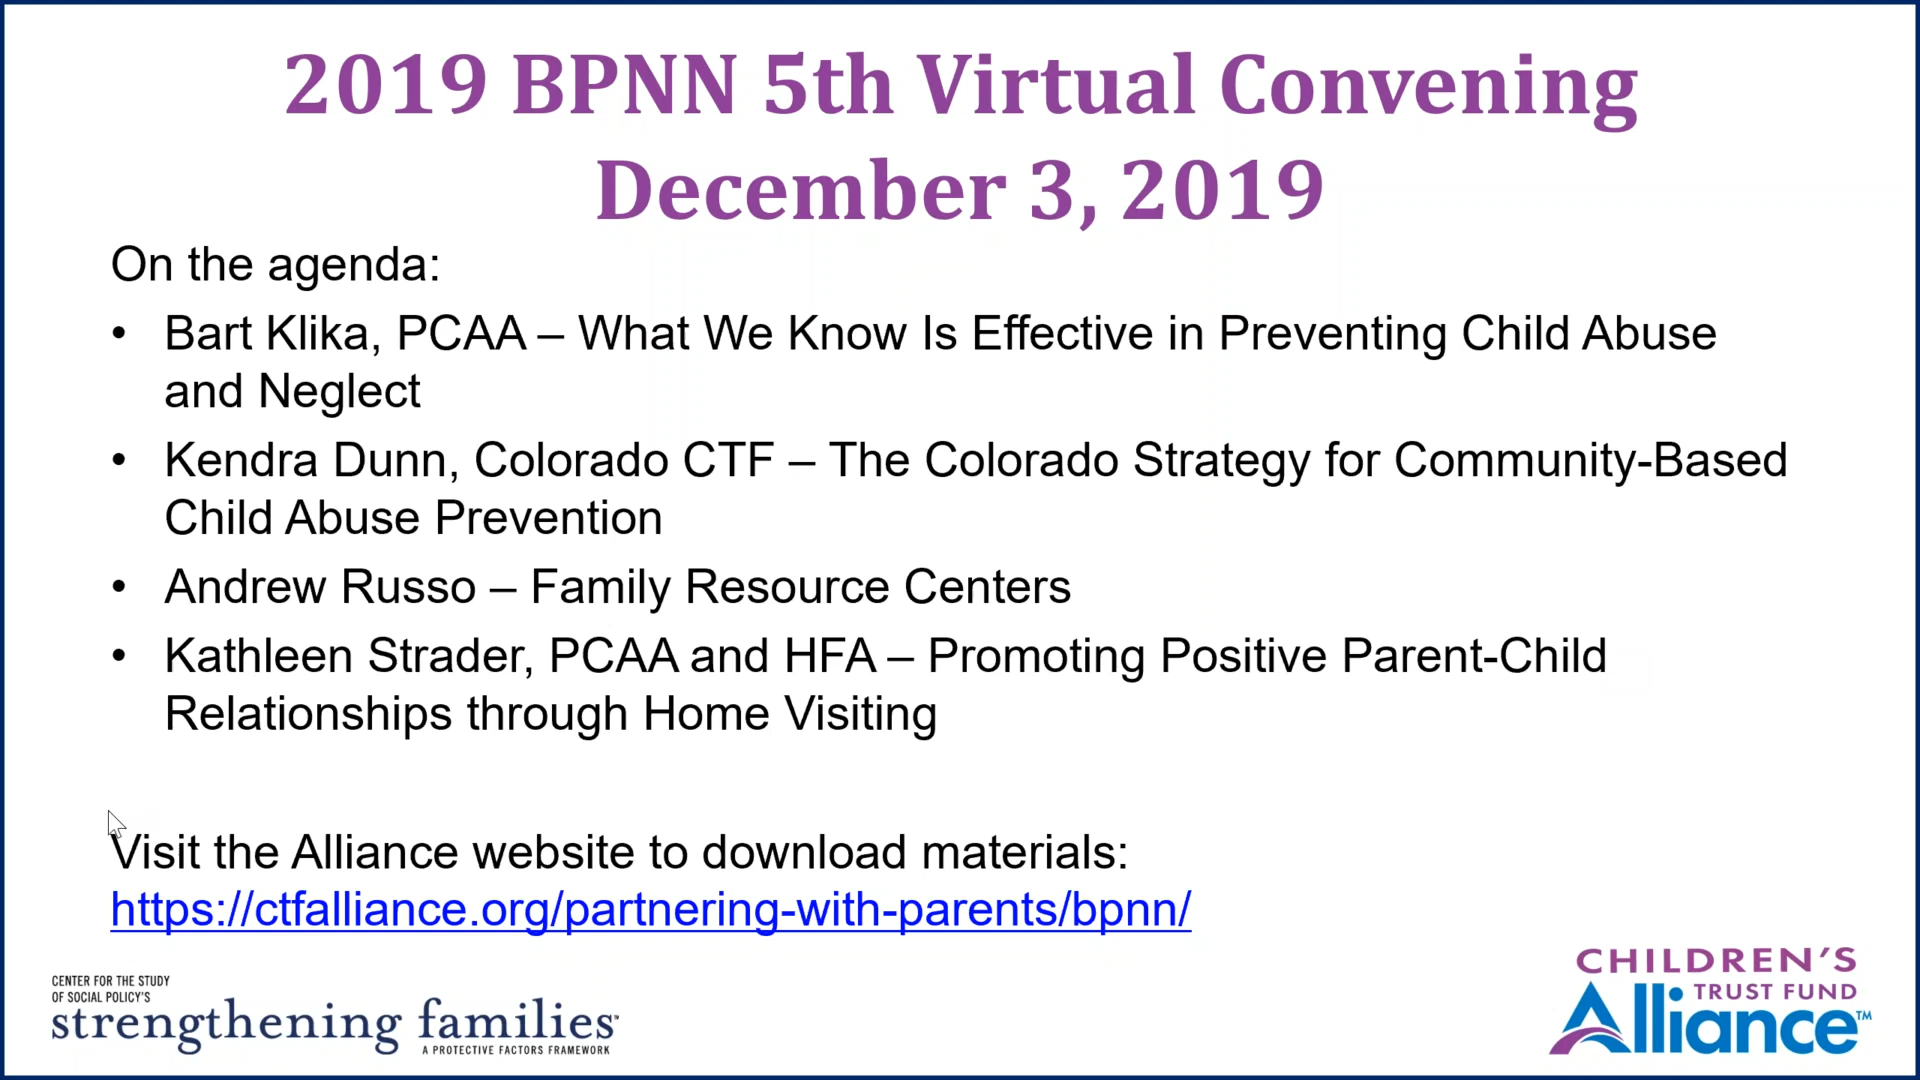 2019 BPNN 5th Virtual Convening
December 3, 2019
On the agenda:
• Bart Klika, PCAA – What We Know Is Effective in Preventing Child Abuse
and Neglect
• Kendra Dunn, Colorado CTF – The Colorado Strategy for Community-Based
Child Abuse Prevention
• Andrew Russo – Family Resource Centers
• Kathleen Strader, PCAA and HFA – Promoting Positive Parent-Child
Relationships through Home Visiting
Visit the Alliance website to download materials:
https://ctfalliance.org/partnering-with-parents/bpnn/
CENTER FOR THE STUDY
OF SOCIAL POLICY'S
strengthening families™
A PROTECTIVE FACTORS FRAMEWORK
CHILDREN'S
TRUST FUND
Alliance™